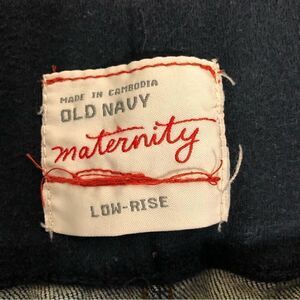 MADE IN CAMBODIA
OLD NAVY
maternity
LOW-RISE